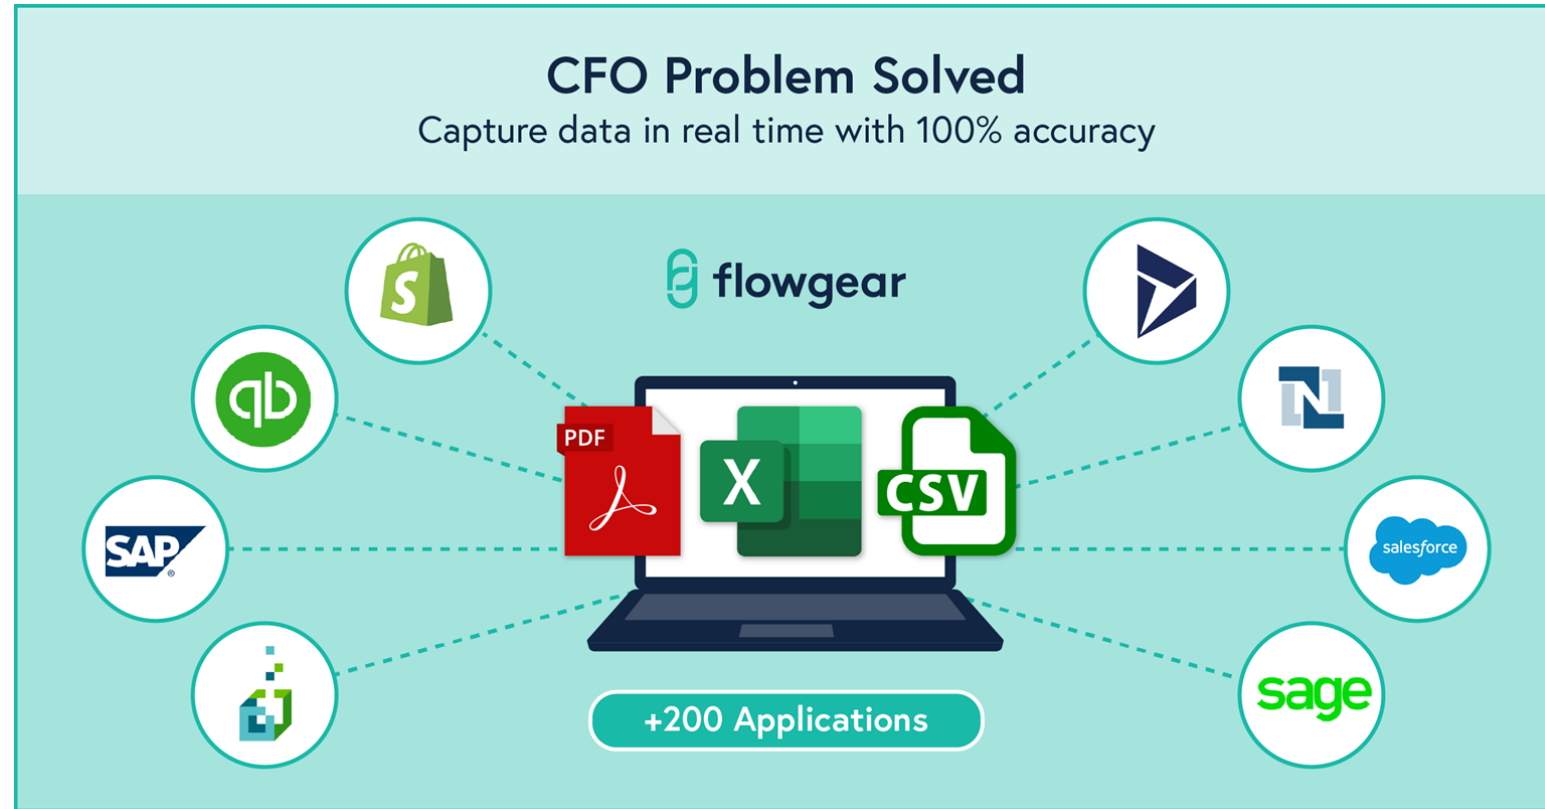 CFO Problem Solved
Capture data in real time with 100% accuracy
flowgear
S
qb
PDF
X
CSV
N
SAP
®
salesforce
sage
+200 Applications